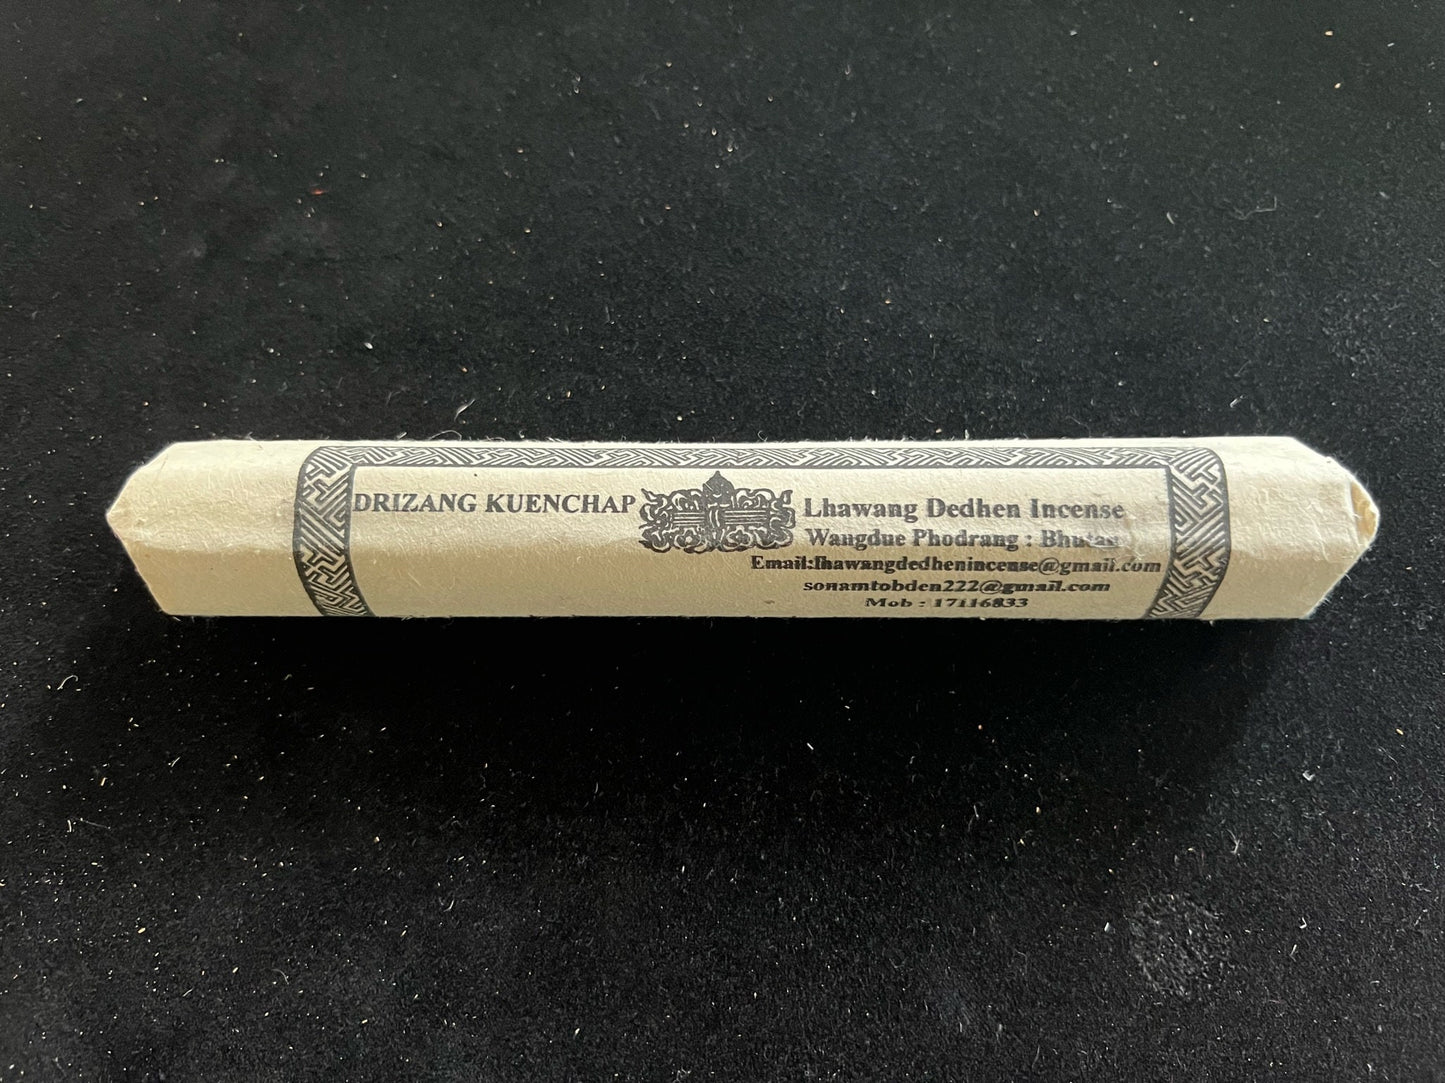 DRIZANG KUENCHAP
Lhawang Dedhen Incense
Wangdue Phodrang : Bhutan
Email:lhawangdedhenincense@gmail.com
sonamtobden222@gmail.com
Mob : 17116833